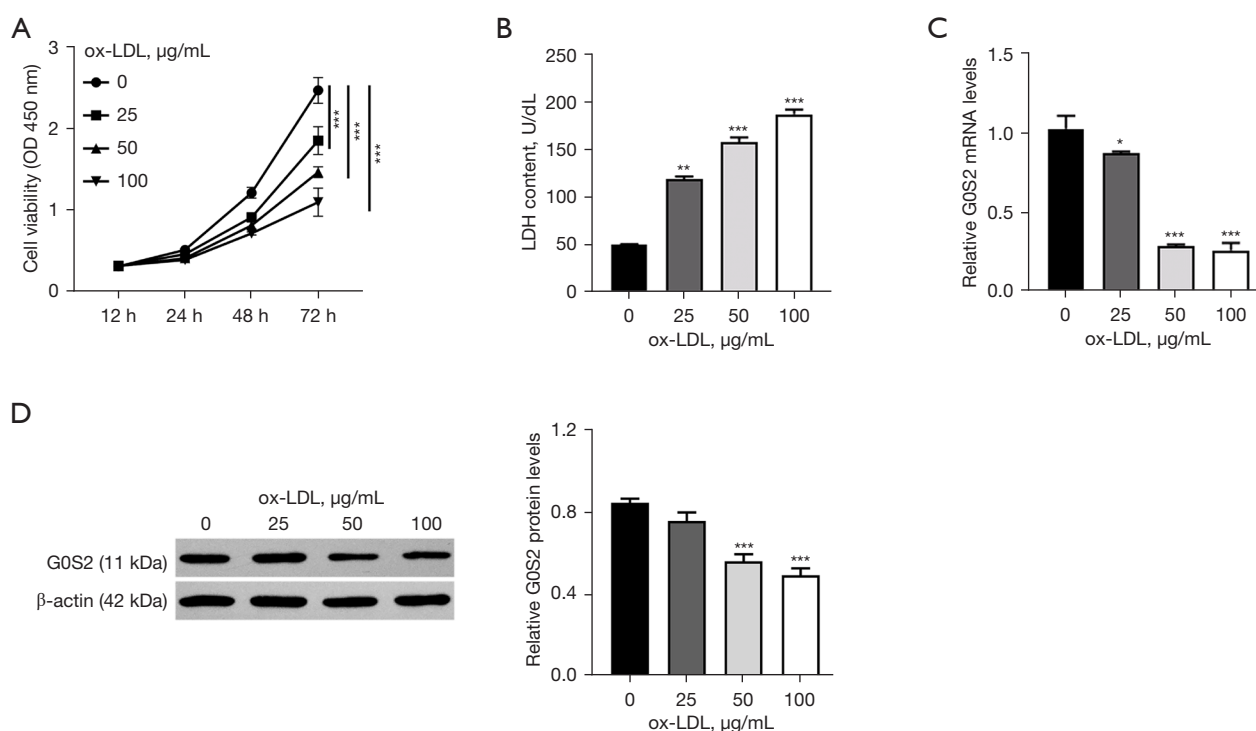 A
ox-LDL, µg/mL
0
25
50
100
Cell viability (OD 450 nm)
3
2
1
0
***
***
***
12 h 24 h 48 h 72 h
B
LDH content, U/dL
250
200
150
100
50
0
**
***
***
0 25 50 100
ox-LDL, µg/mL
C
Relative G0S2 mRNA levels
1.5
1.0
0.5
0.0
*
***
***
0 25 50 100
ox-LDL, µg/mL
D
ox-LDL, µg/mL
0 25 50 100
G0S2 (11 kDa)
β-actin (42 kDa)
Relative G0S2 protein levels
1.2
0.8
0.4
0.0
***
***
0 25 50 100
ox-LDL, µg/mL